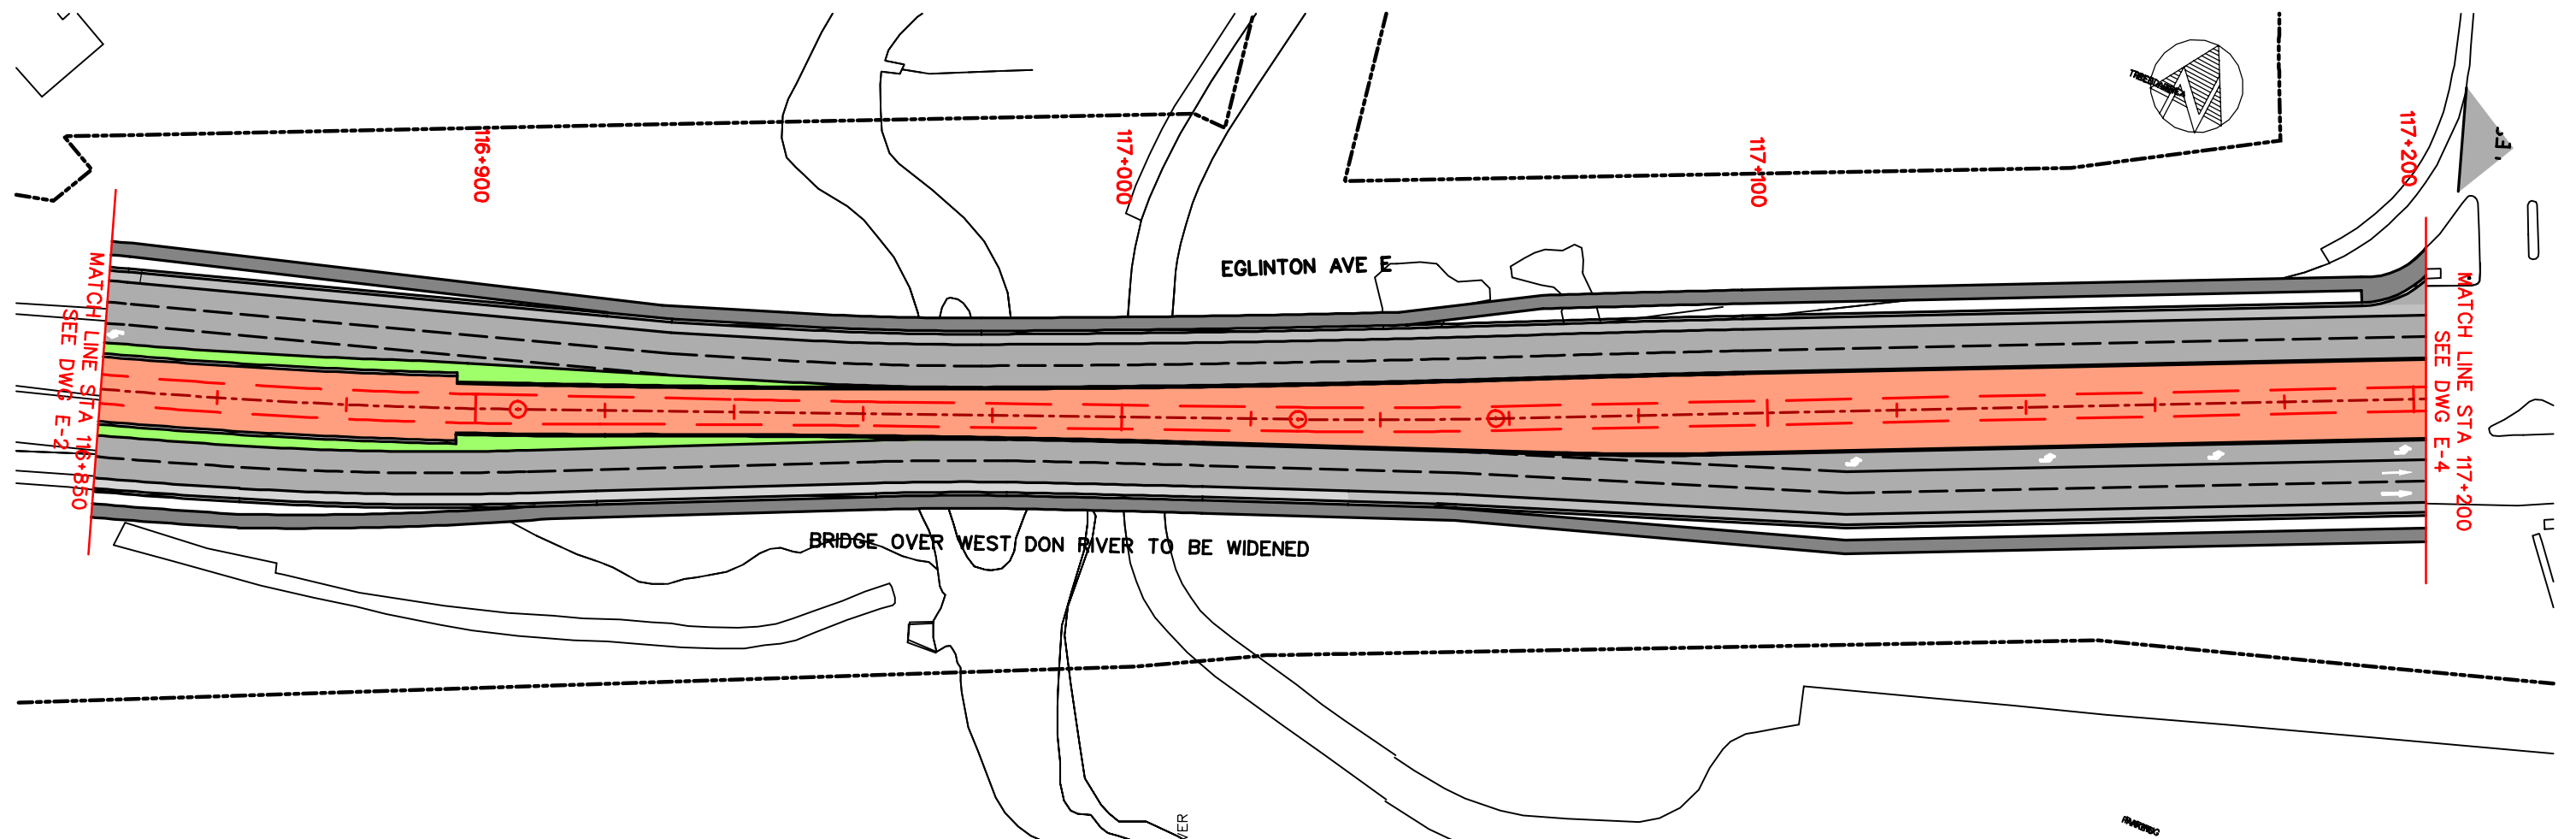 116+900
117+000
117+100
117+200
EGLINTON AVE E
MATCH LINE STA 116+850
SEE DWG E-2
MATCH LINE STA 117+200
SEE DWG E-4
BRIDGE OVER WEST DON RIVER TO BE WIDENED
VER